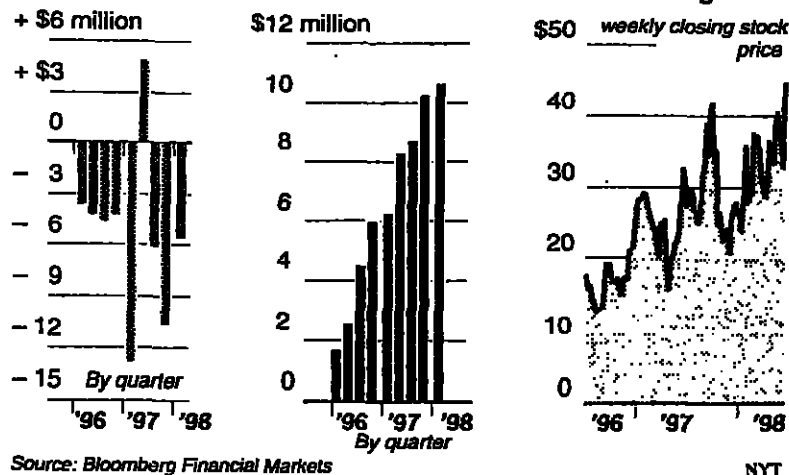 + $6 million
+ $3
0
– 3
– 6
– 9
– 12
– 15
By quarter
'96 '97 '98
$12 million
10
8
6
4
2
0
'96 '97 '98
By quarter
$50 weekly closing stock
price
40
30
20
10
0
'96 '97 '98
Source: Bloomberg Financial Markets
NYT